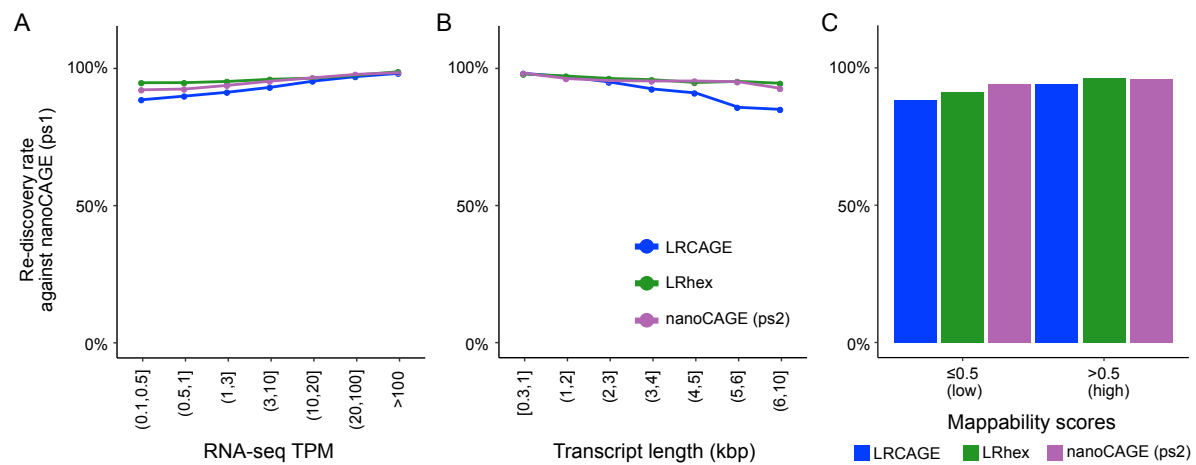 A
Re-discovery rate
against nanoCAGE (ps1)
100%
50%
0%
(0.1,0.5]
(0.5,1]
(1,3]
(3,10]
(10,20]
(20,100]
>100
RNA-seq TPM
B
100%
50%
0%
LRCAGE
LRhex
nanoCAGE (ps2)
[0.3,1]
(1,2]
(2,3]
(3,4]
(4,5]
(5,6]
(6,10]
Transcript length (kbp)
C
100%
50%
0%
≤0.5
(low)
>0.5
(high)
Mappability scores
LRCAGE LRhex nanoCAGE (ps2)